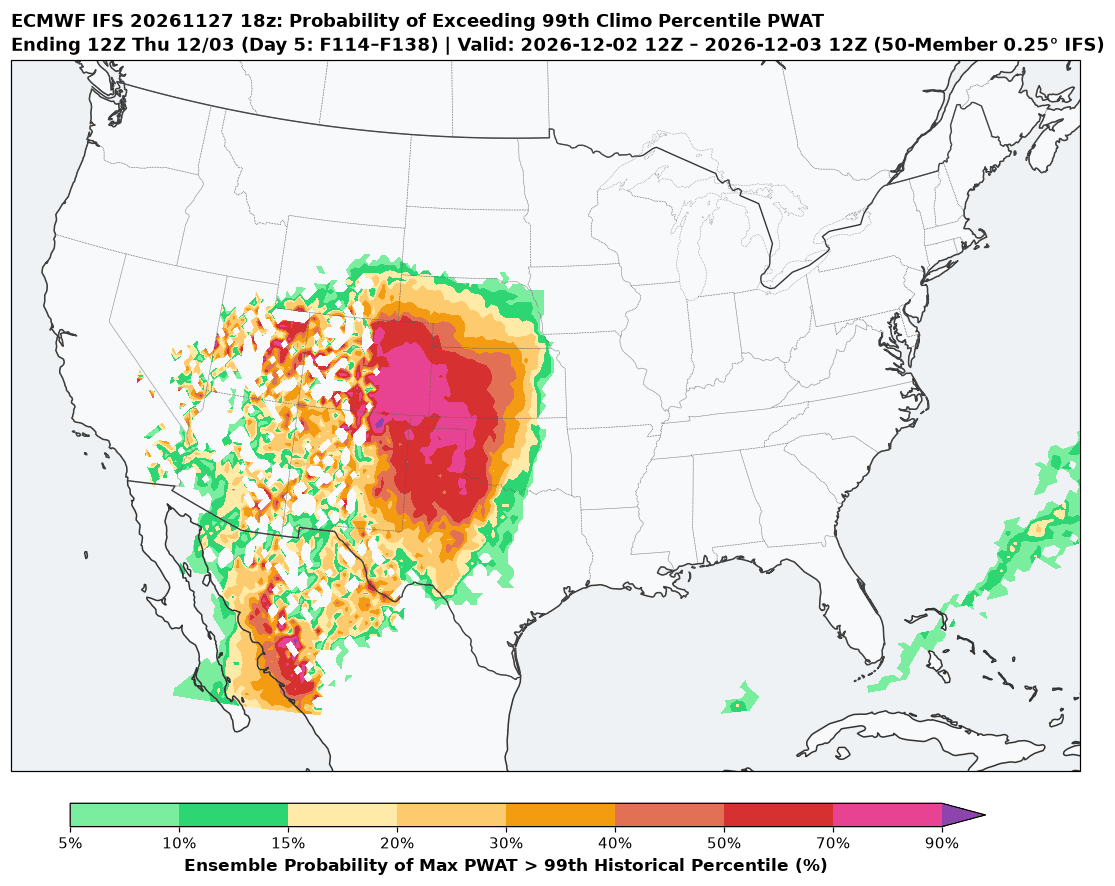 ECMWF IFS 20261127 18z: Probability of Exceeding 99th Climo Percentile PWAT
Ending 12Z Thu 12/03 (Day 5: F114–F138) | Valid: 2026-12-02 12Z – 2026-12-03 12Z (50-Member 0.25° IFS)
5% 10% 15% 20% 30% 40% 50% 70% 90%
Ensemble Probability of Max PWAT > 99th Historical Percentile (%)